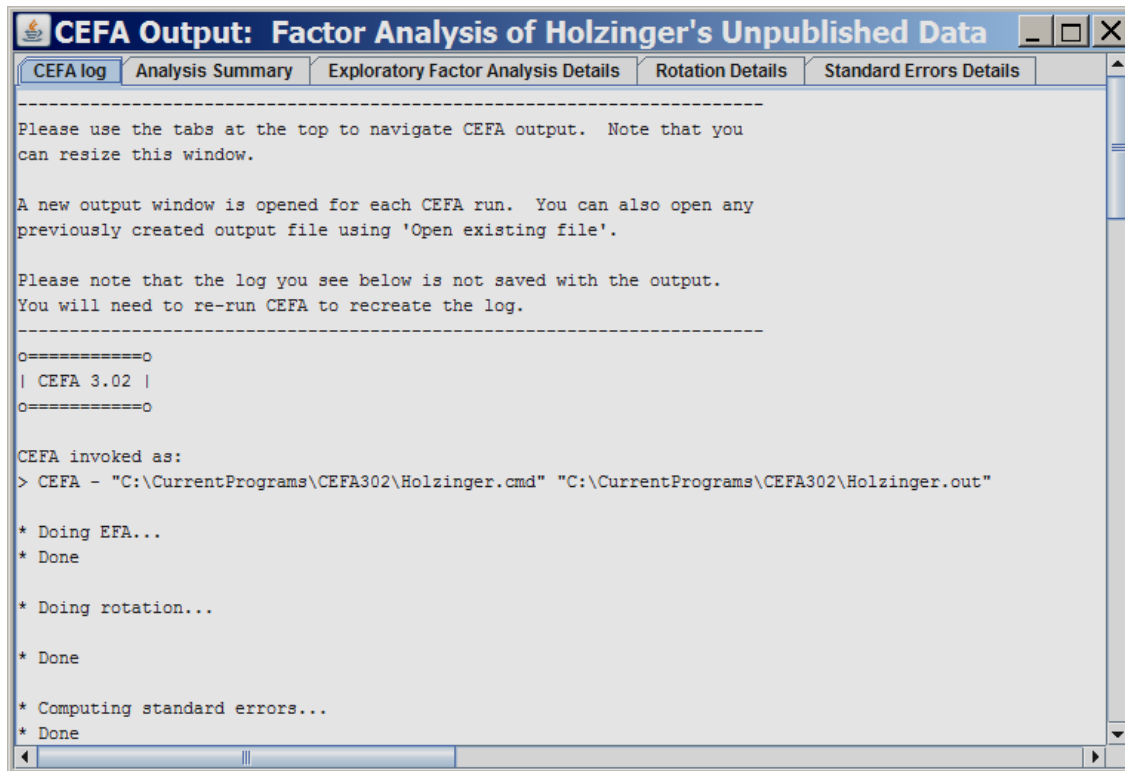 CEFA Output: Factor Analysis of Holzinger's Unpublished Data
CEFA log Analysis Summary Exploratory Factor Analysis Details Rotation Details Standard Errors Details
-------------------------------------------------------------------------
Please use the tabs at the top to navigate CEFA output. Note that you
can resize this window.
A new output window is opened for each CEFA run. You can also open any
previously created output file using 'Open existing file'.
Please note that the log you see below is not saved with the output.
You will need to re-run CEFA to recreate the log.
-------------------------------------------------------------------------
o===========o
| CEFA 3.02 |
o===========o
CEFA invoked as:
> CEFA - "C:\CurrentPrograms\CEFA302\Holzinger.cmd" "C:\CurrentPrograms\CEFA302\Holzinger.out"
* Doing EFA...
* Done
* Doing rotation...
* Done
* Computing standard errors...
* Done